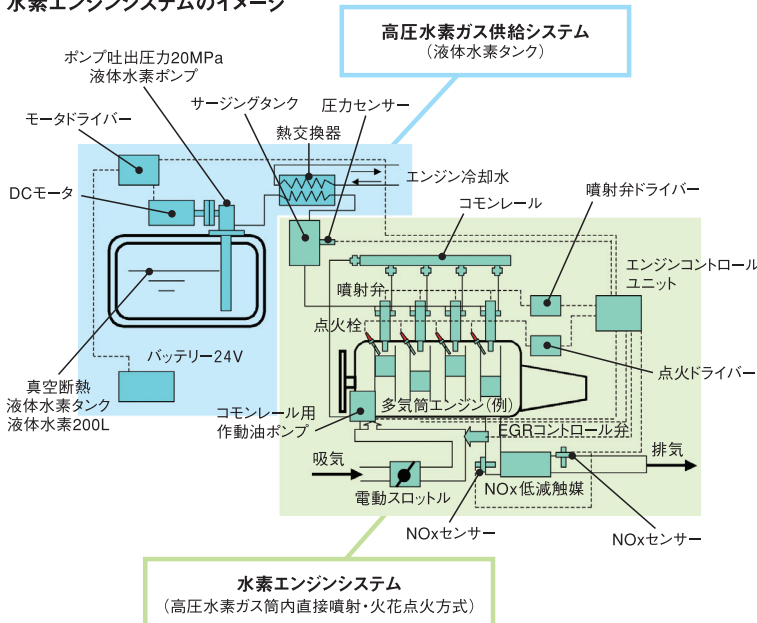 水素エンジンシステムのイメージ
高圧水素ガス供給システム
（液体水素タンク）
ポンプ吐出圧力20MPa
液体水素ポンプ
サージングタンク
圧力センサー
モータドライバー
熱交換器
DCモータ
エンジン冷却水
噴射弁ドライバー
コモンレール
エンジンコントロール
ユニット
噴射弁
点火栓
バッテリー24V
点火ドライバー
真空断熱
液体水素タンク
液体水素200L
コモンレール用
作動油ポンプ
多気筒エンジン(例)
EGRコントロール弁
吸気
排気
電動スロットル
NOx低減触媒
NOxセンサー
NOxセンサー
水素エンジンシステム
（高圧水素ガス筒内直接噴射・火花点火方式）